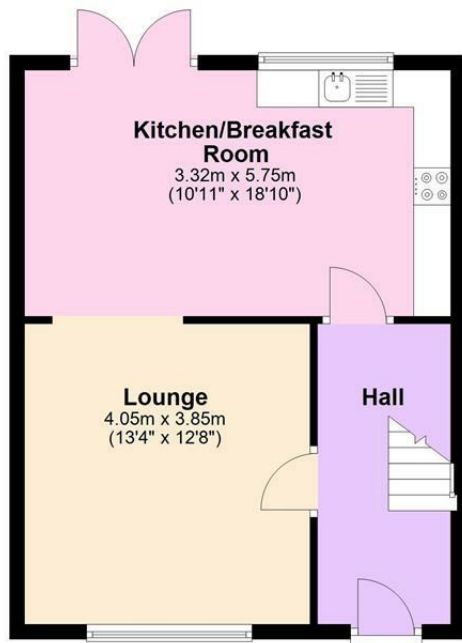 Kitchen/Breakfast
Room
3.32m x 5.75m
(10'11" x 18'10")
Lounge
4.05m x 3.85m
(13'4" x 12'8")
Hall